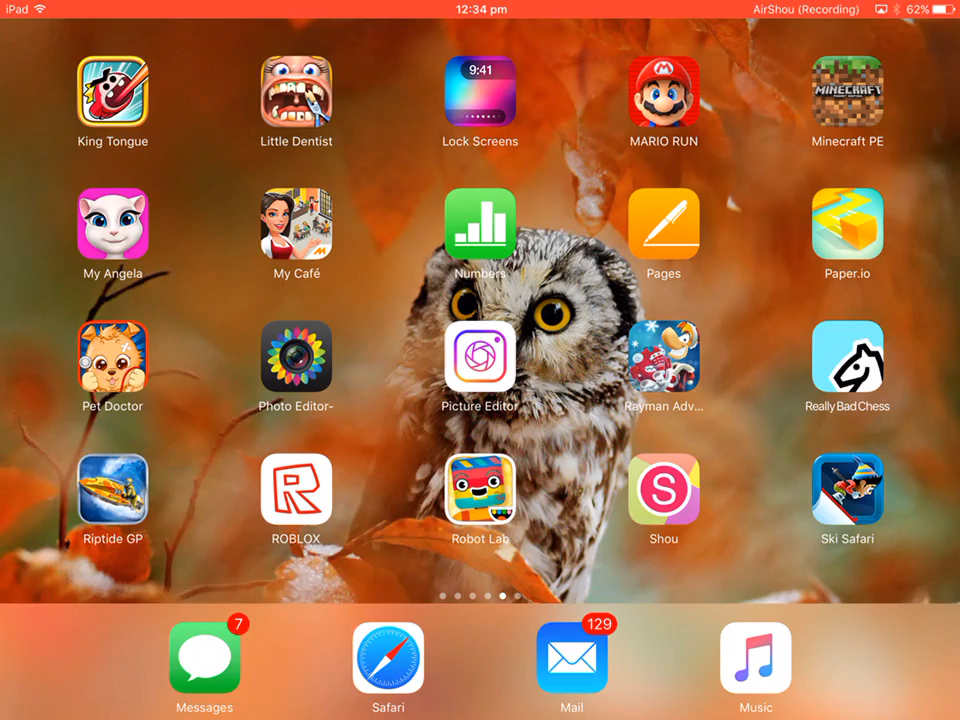 iPad 12:34 pm AirShou (Recording) 62%
9:41
MINECRAFT
King Tongue Little Dentist Lock Screens MARIO RUN Minecraft PE
My Angela My Café Numbers Pages Paper.io
Pet Doctor Photo Editor- Picture Editor Rayman Adv... ReallyBadChess
R S
Riptide GP ROBLOX Robot Lab Shou Ski Safari
7 129
Messages Safari Mail Music